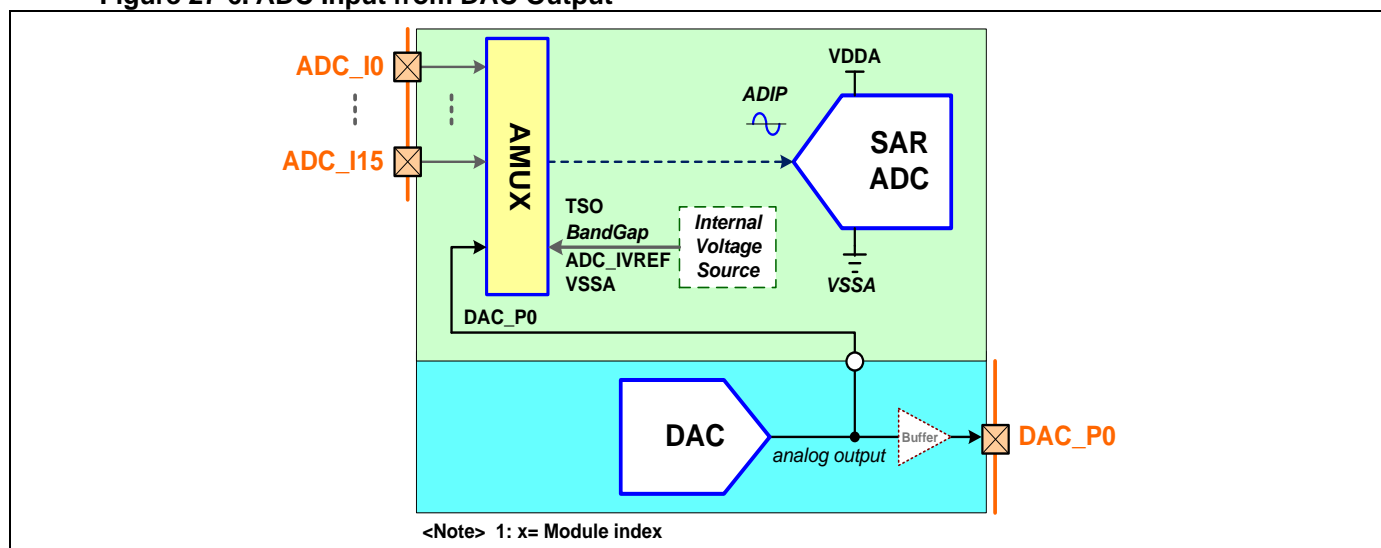 Figure 27-6. ADC Input from DAC Output
ADC_I0
ADC_I15
AMUX
ADIP
VDDA
SAR
ADC
VSSA
TSO
BandGap
ADC_IVREF
VSSA
Internal
Voltage
Source
DAC_P0
DAC
analog output
Buffer
DAC_P0
<Note> 1: x= Module index